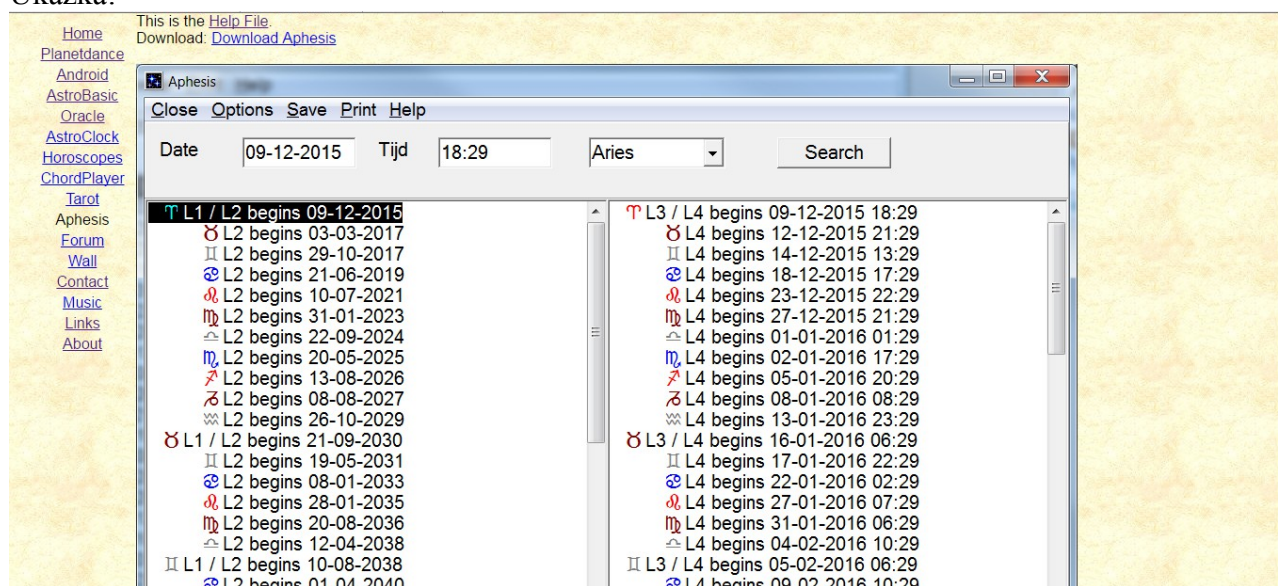 Ukázka:
This is the Help File.
Download: Download Aphesis
Home
Planetdance
Android
AstroBasic
Oracle
AstroClock
Horoscopes
ChordPlayer
Tarot
Aphesis
Forum
Wall
Contact
Music
Links
About
Aphesis
Close Options Save Print Help
Date 09-12-2015 Tijd 18:29 Aries Search
♈ L1 / L2 begins 09-12-2015
♉ L2 begins 03-03-2017
♊ L2 begins 29-10-2017
♋ L2 begins 21-06-2019
♌ L2 begins 10-07-2021
♍ L2 begins 31-01-2023
♎ L2 begins 22-09-2024
♏ L2 begins 20-05-2025
♐ L2 begins 13-08-2026
♑ L2 begins 08-08-2027
♒ L2 begins 26-10-2029
♉ L1 / L2 begins 21-09-2030
♊ L2 begins 19-05-2031
♋ L2 begins 08-01-2033
♌ L2 begins 28-01-2035
♍ L2 begins 20-08-2036
♎ L2 begins 12-04-2038
♊ L1 / L2 begins 10-08-2038
♋ L2 begins 01-04-2040
♈ L3 / L4 begins 09-12-2015 18:29
♉ L4 begins 12-12-2015 21:29
♊ L4 begins 14-12-2015 13:29
♋ L4 begins 18-12-2015 17:29
♌ L4 begins 23-12-2015 22:29
♍ L4 begins 27-12-2015 21:29
♎ L4 begins 01-01-2016 01:29
♏ L4 begins 02-01-2016 17:29
♐ L4 begins 05-01-2016 20:29
♑ L4 begins 08-01-2016 08:29
♒ L4 begins 13-01-2016 23:29
♉ L3 / L4 begins 16-01-2016 06:29
♊ L4 begins 17-01-2016 22:29
♋ L4 begins 22-01-2016 02:29
♌ L4 begins 27-01-2016 07:29
♍ L4 begins 31-01-2016 06:29
♎ L4 begins 04-02-2016 10:29
♊ L3 / L4 begins 05-02-2016 06:29
♋ L4 begins 09-02-2016 10:29